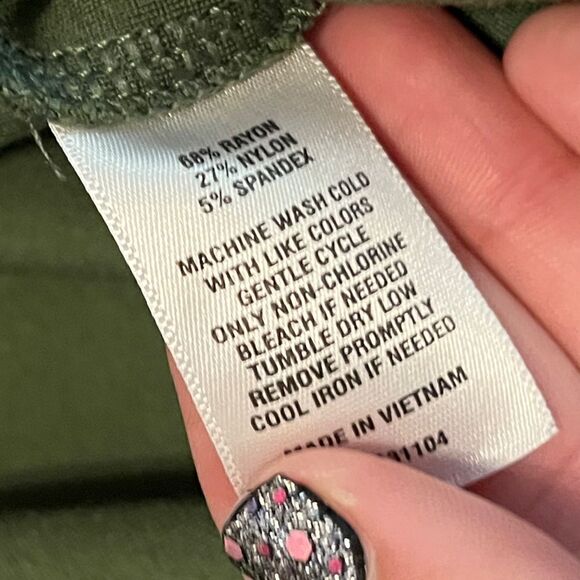 68% RAYON
27% NYLON
5% SPANDEX
MACHINE WASH COLD
WITH LIKE COLORS
GENTLE CYCLE
ONLY NON-CHLORINE
BLEACH IF NEEDED
TUMBLE DRY LOW
REMOVE PROMPTLY
COOL IRON IF NEEDED
MADE IN VIETNAM